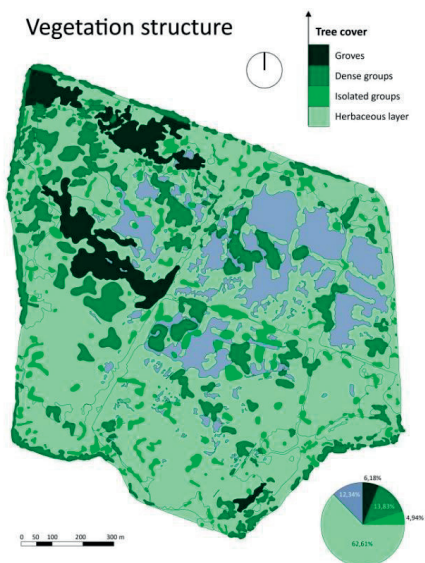 Vegetation structure
Tree cover
Groves
Dense groups
Isolated groups
Herbaceous layer
6,18%
12,34%
13,83%
4,94%
62,61%
0 50 100 200 300 m